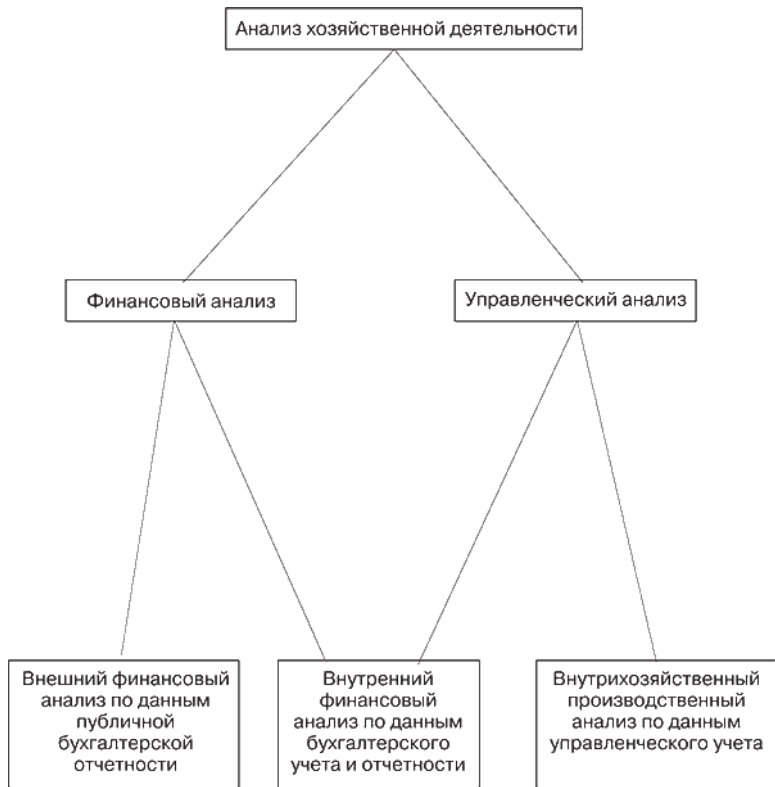 Анализ хозяйственной деятельности
Финансовый анализ
Управленческий анализ
Внешний финансовый
анализ по данным
публичной
бухгалтерской
отчетности
Внутренний
финансовый
анализ по данным
бухгалтерского
учета и отчетности
Внутрихозяйственный
производственный
анализ по данным
управленческого учета